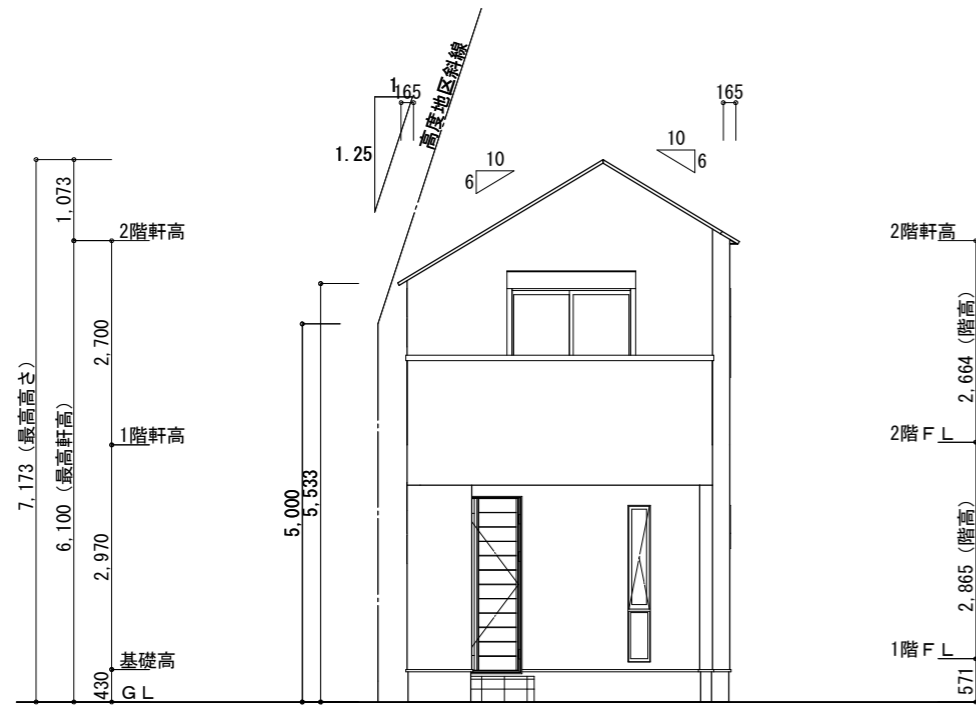 高度地区斜線
1
165
1.25
10
6
10
6
165
7,173 (最高高さ)
1,073
6,100 (最高軒高)
2階軒高
2,700
1階軒高
2,970
基礎高
430
GL
5,000
5,533
2階軒高
2,664 (階高)
2階FL
2,865 (階高)
1階FL
571